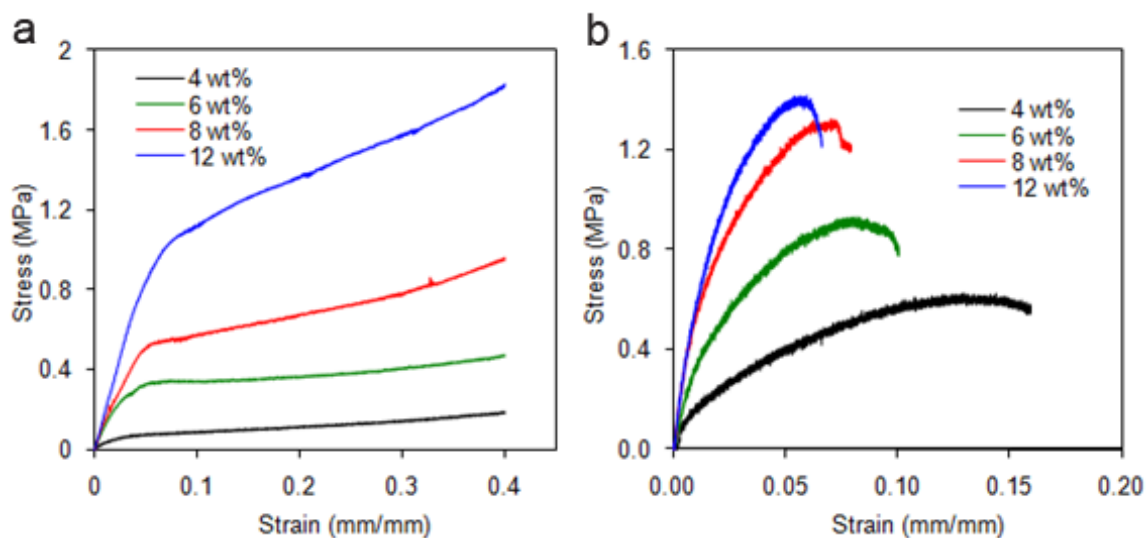 a
2
1.6
1.2
0.8
0.4
0
Stress (MPa)
4 wt%
6 wt%
8 wt%
12 wt%
0 0.1 0.2 0.3 0.4
Strain (mm/mm)
b
1.6
1.2
0.8
0.4
0.0
Stress (MPa)
4 wt%
6 wt%
8 wt%
12 wt%
0.00 0.05 0.10 0.15 0.20
Strain (mm/mm)